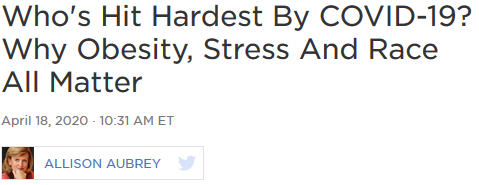 Who's Hit Hardest By COVID-19?
Why Obesity, Stress And Race
All Matter
April 18, 2020 · 10:31 AM ET
ALLISON AUBREY